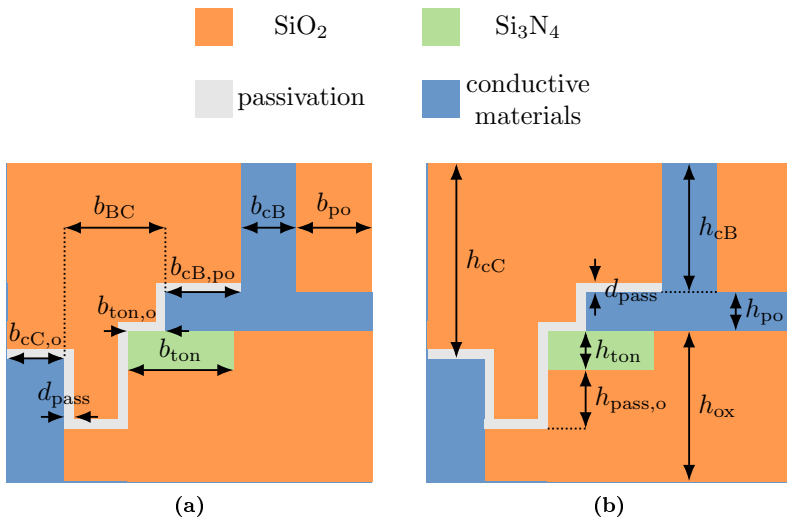 SiO₂ Si₃N₄
passivation conductive
materials
b_BC b_cB b_po
b_cB,po
b_ton,o
b_cC,o b_ton
d_pass
(a)
h_cB
h_cC
d_pass
h_po
h_ton
h_pass,o h_ox
(b)